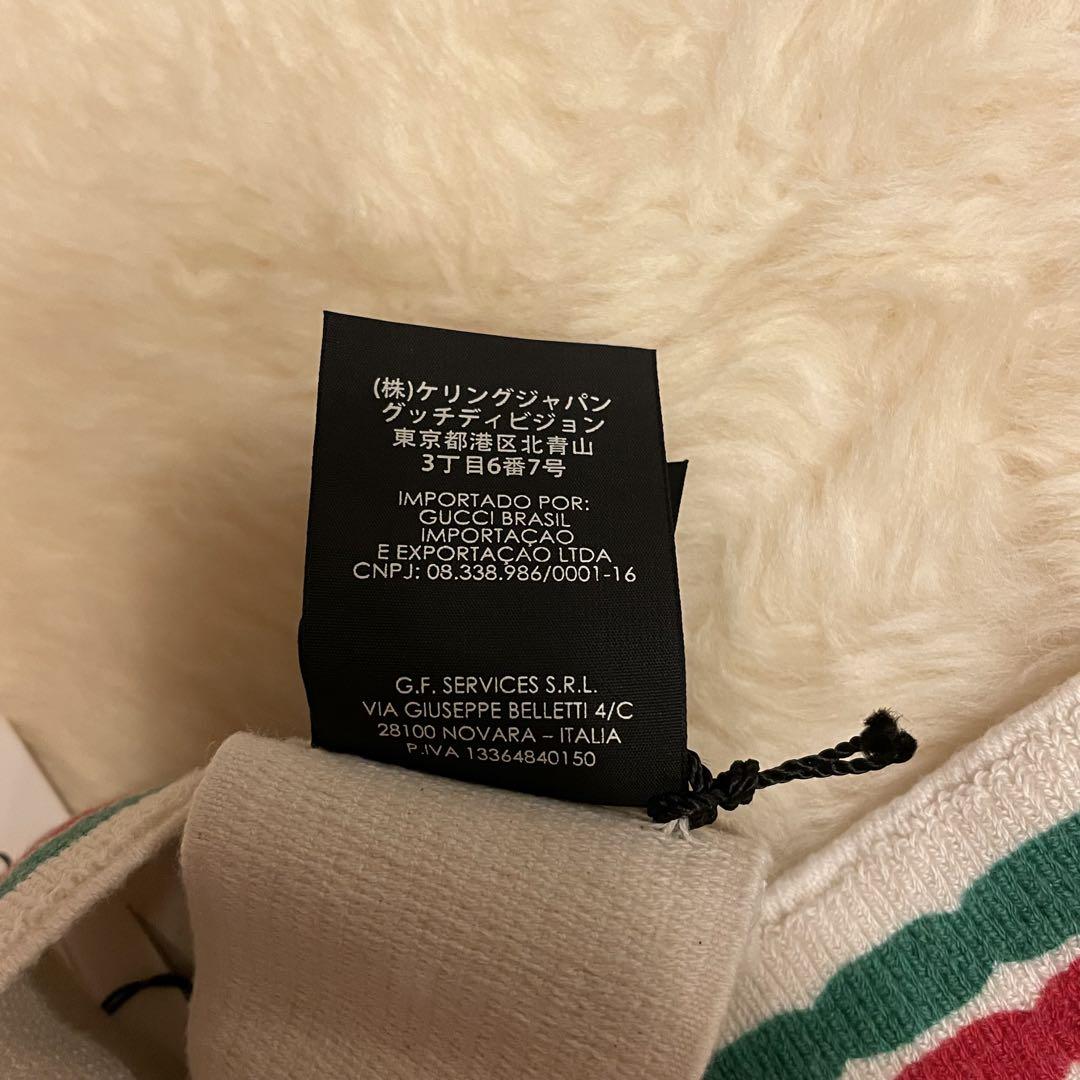 (株)ケリングジャパン
グッチディビジョン
東京都港区北青山
3丁目6番7号
IMPORTADO POR:
GUCCI BRASIL
IMPORTAÇAO
E EXPORTAÇAO LTDA
CNPJ: 08.338.986/0001-16
G.F. SERVICES S.R.L.
VIA GIUSEPPE BELLETTI 4/C
28100 NOVARA – ITALIA
P.IVA 13364840150